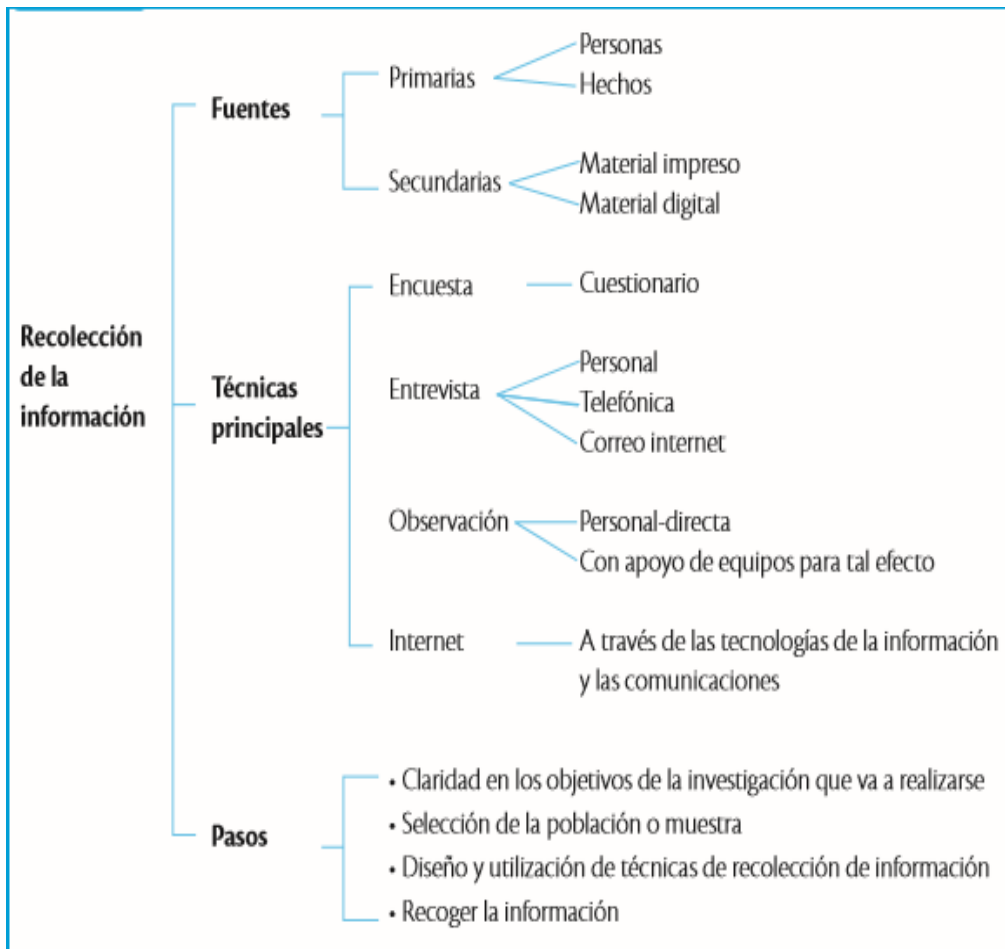 Recolección
de la
información
Fuentes
Primarias
Personas
Hechos
Secundarias
Material impreso
Material digital
Técnicas
principales
Encuesta
Cuestionario
Entrevista
Personal
Telefónica
Correo internet
Observación
Personal-directa
Con apoyo de equipos para tal efecto
Internet
A través de las tecnologías de la información
y las comunicaciones
Pasos
• Claridad en los objetivos de la investigación que va a realizarse
• Selección de la población o muestra
• Diseño y utilización de técnicas de recolección de información
• Recoger la información